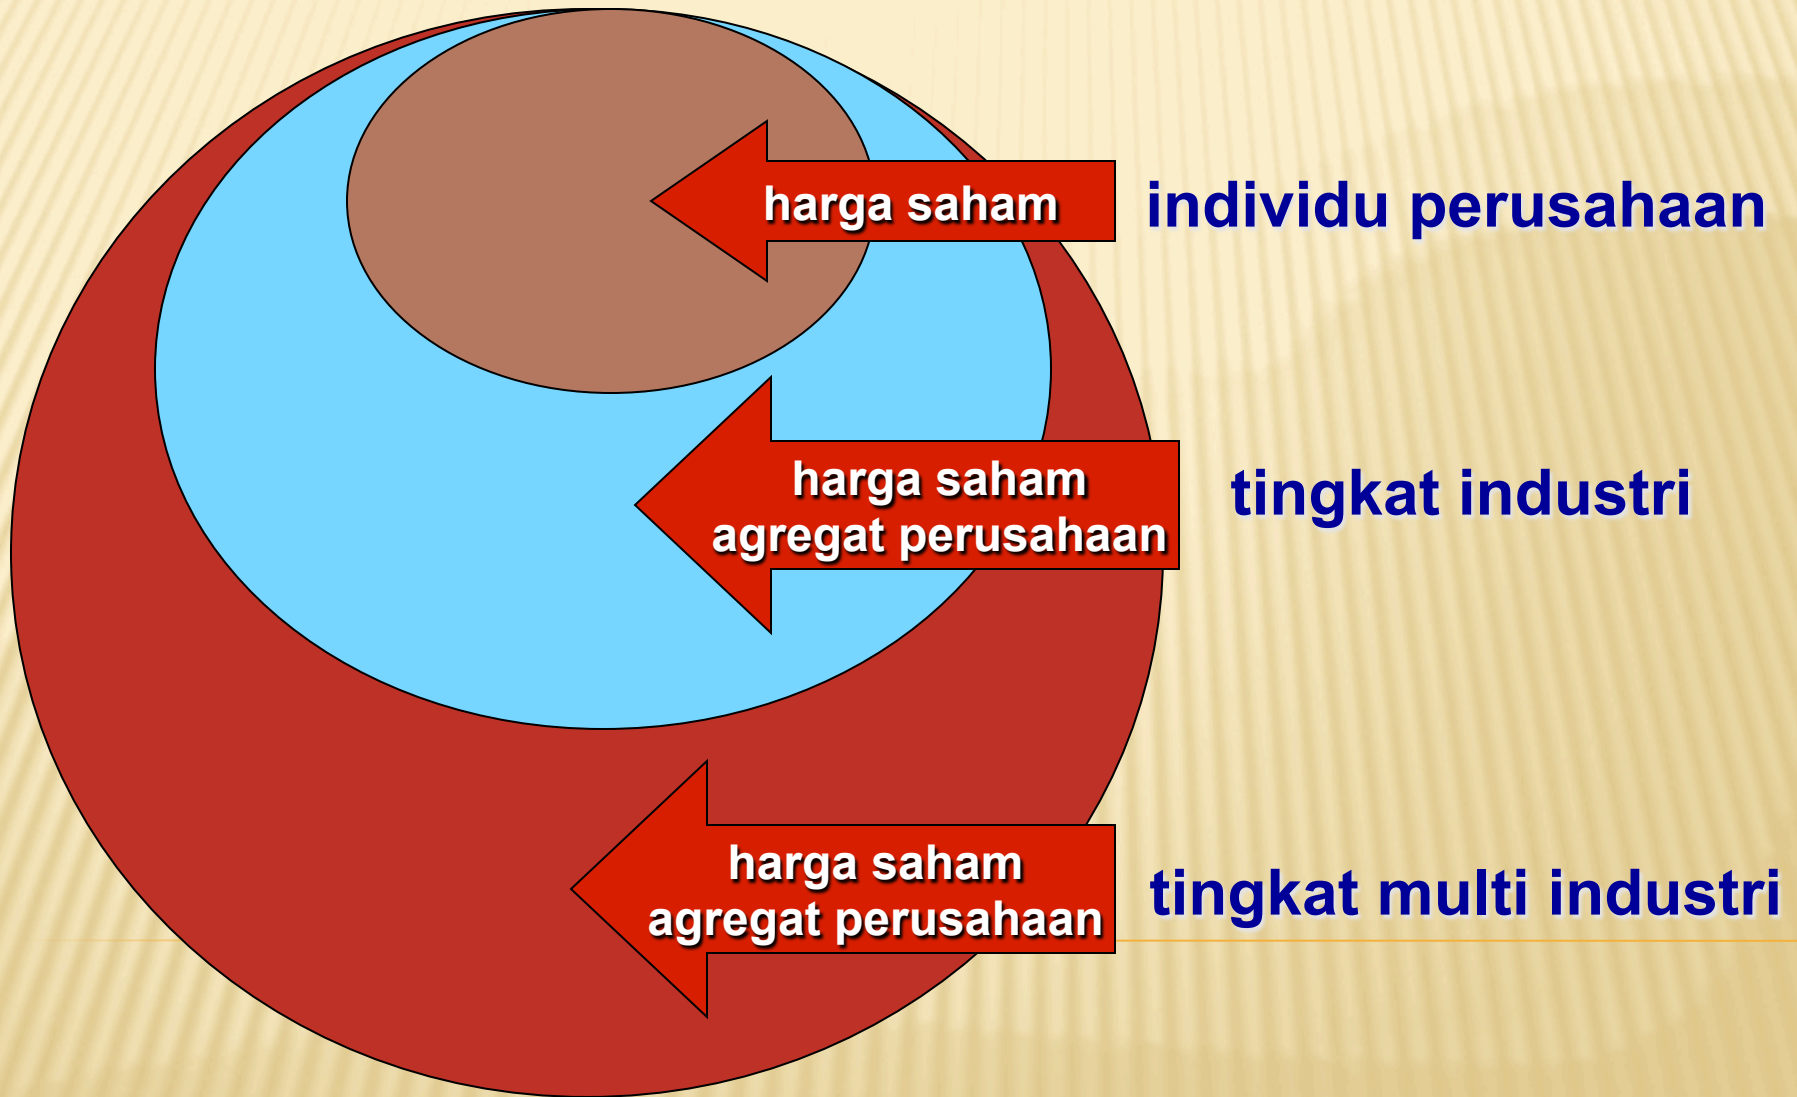 harga saham
individu perusahaan
harga saham
agregat perusahaan
tingkat industri
harga saham
agregat perusahaan
tingkat multi industri